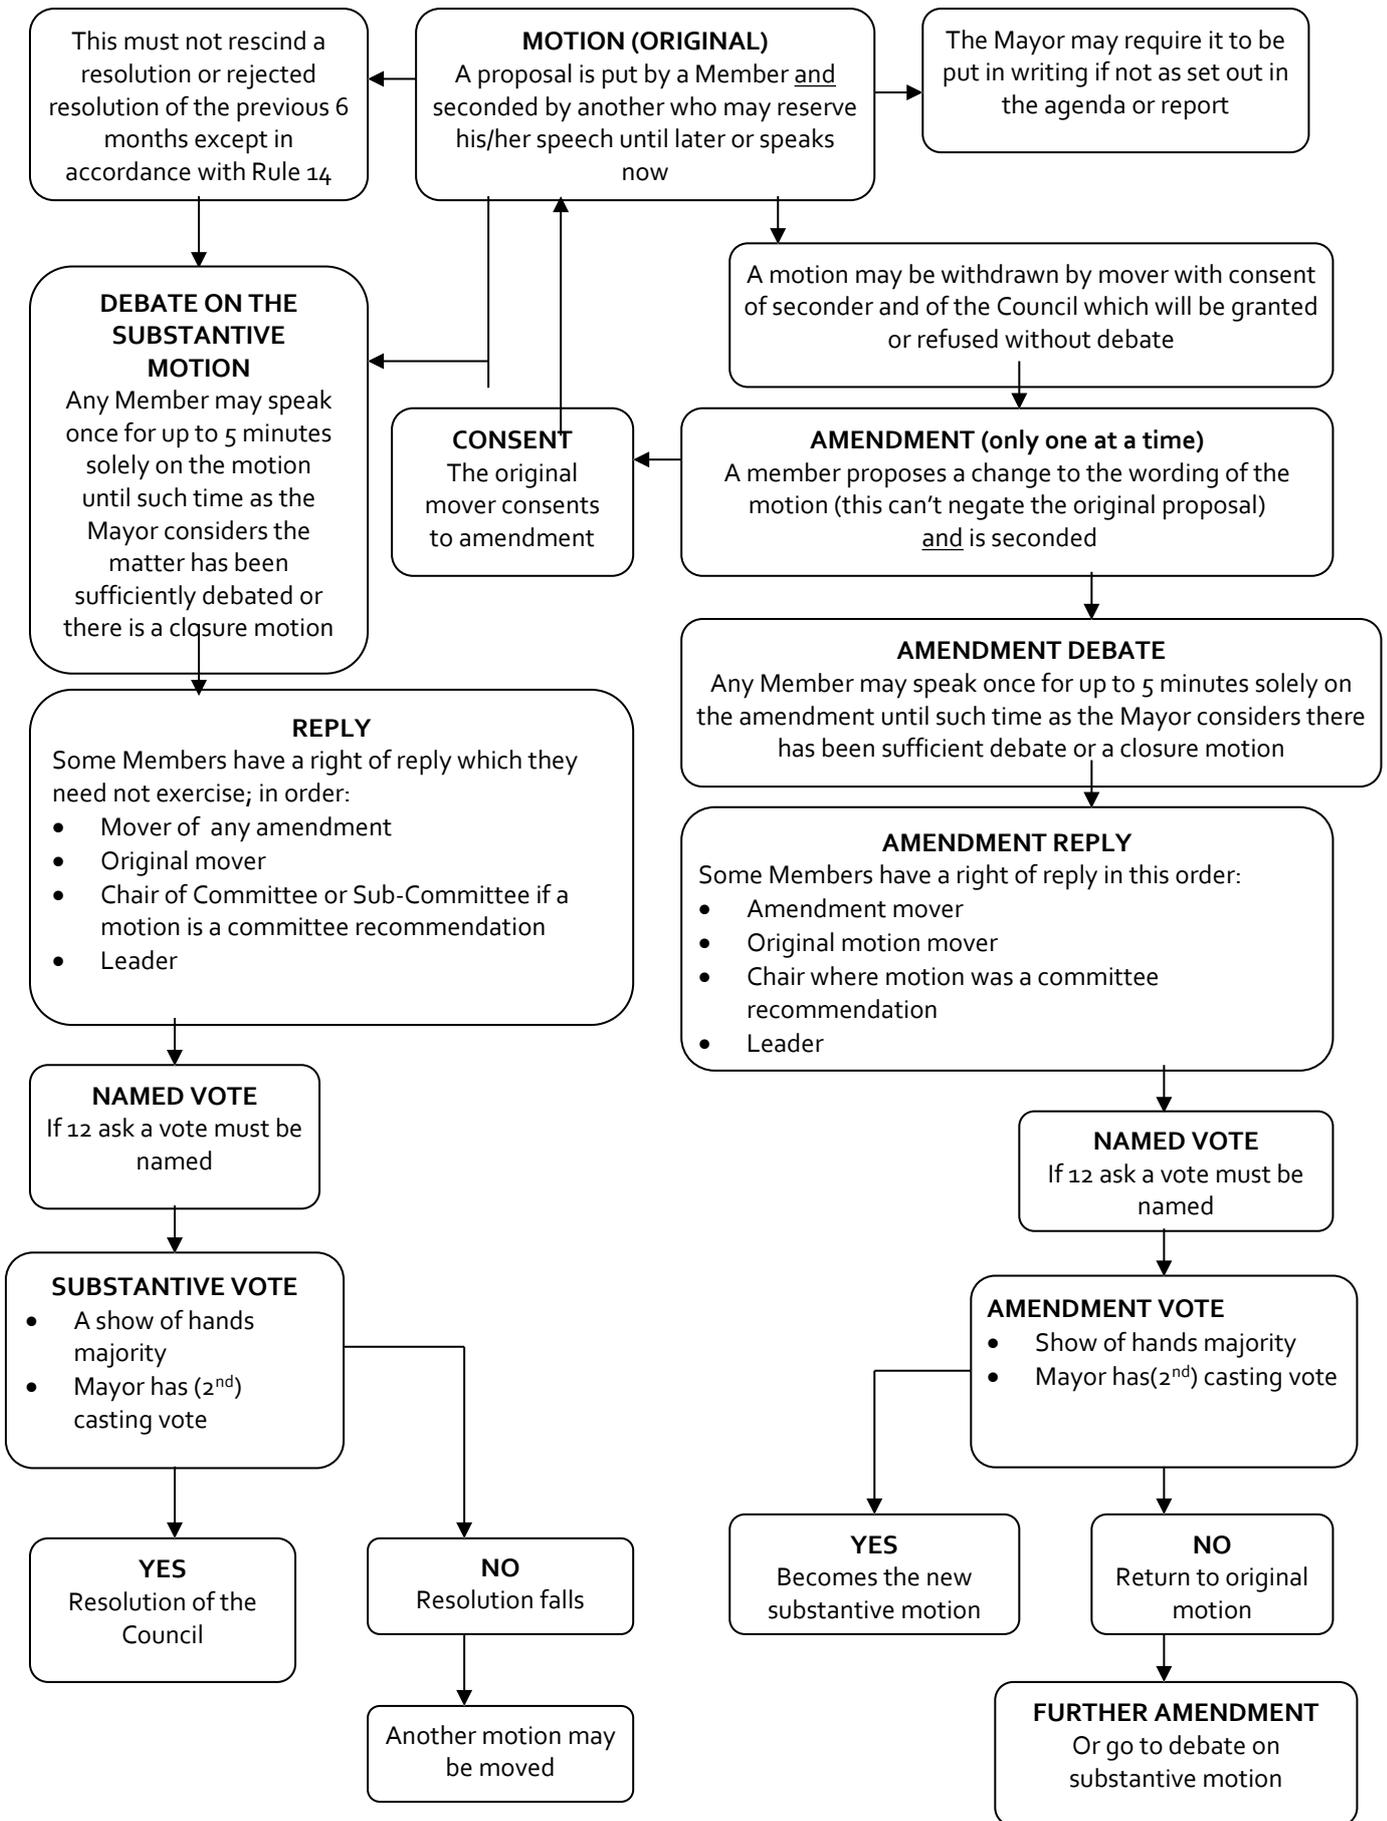 This must not rescind a
resolution or rejected
resolution of the previous 6
months except in
accordance with Rule 14
MOTION (ORIGINAL)
A proposal is put by a Member and
seconded by another who may reserve
his/her speech until later or speaks
now
The Mayor may require it to be
put in writing if not as set out in
the agenda or report
A motion may be withdrawn by mover with consent
of seconder and of the Council which will be granted
or refused without debate
DEBATE ON THE
SUBSTANTIVE
MOTION
Any Member may speak
once for up to 5 minutes
solely on the motion
until such time as the
Mayor considers the
matter has been
sufficiently debated or
there is a closure motion
CONSENT
The original
mover consents
to amendment
AMENDMENT (only one at a time)
A member proposes a change to the wording of the
motion (this can't negate the original proposal)
and is seconded
AMENDMENT DEBATE
Any Member may speak once for up to 5 minutes solely on
the amendment until such time as the Mayor considers there
has been sufficient debate or a closure motion
REPLY
Some Members have a right of reply which they
need not exercise; in order:
• Mover of  any amendment
• Original mover
• Chair of Committee or Sub-Committee if a
motion is a committee recommendation
• Leader
AMENDMENT REPLY
Some Members have a right of reply in this order:
• Amendment mover
• Original motion mover
• Chair where motion was a committee
recommendation
• Leader
NAMED VOTE
If 12 ask a vote must be
named
NAMED VOTE
If 12 ask a vote must be
named
SUBSTANTIVE VOTE
• A show of hands
majority
• Mayor has (2nd)
casting vote
AMENDMENT VOTE
• Show of hands majority
• Mayor has(2nd) casting vote
YES
Resolution of the
Council
NO
Resolution falls
YES
Becomes the new
substantive motion
NO
Return to original
motion
Another motion may
be moved
FURTHER AMENDMENT
Or go to debate on
substantive motion